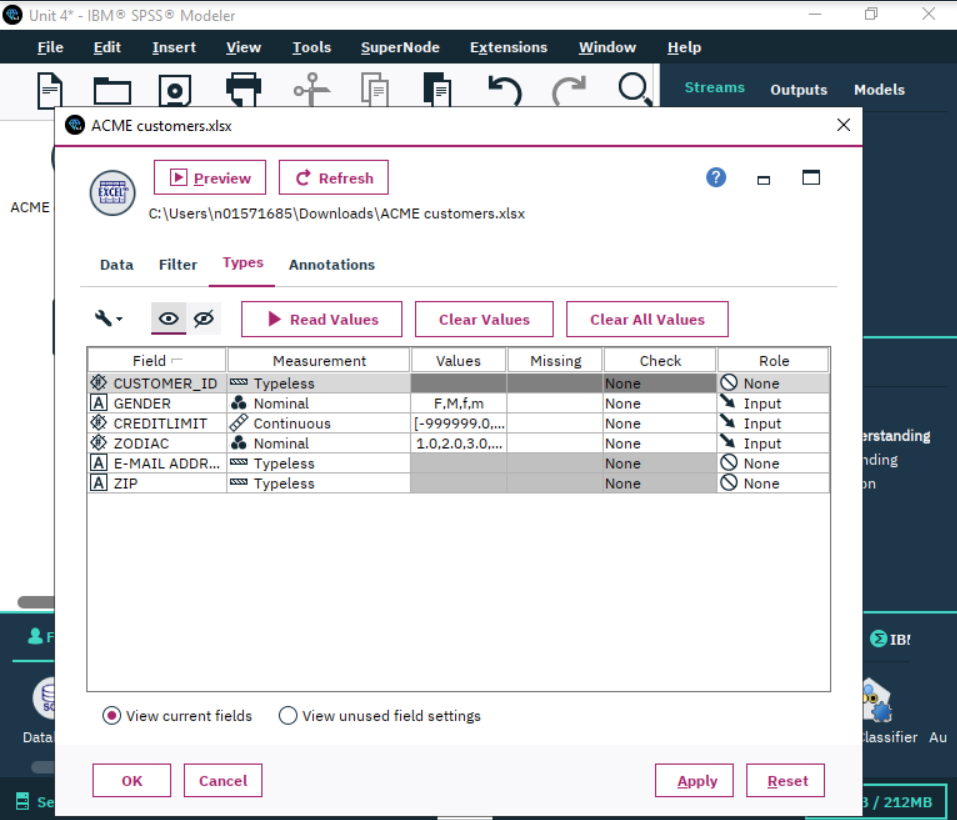 Unit 4* - IBM® SPSS® Modeler
File Edit Insert View Tools SuperNode Extensions Window Help
Streams Outputs Models
ACME customers.xlsx
Preview Refresh
EXCEL
C:\Users\n01571685\Downloads\ACME customers.xlsx
ACME
Data Filter Types Annotations
Read Values Clear Values Clear All Values
Field Measurement Values Missing Check Role
CUSTOMER_ID Typeless None None
A GENDER Nominal F,M,f,m None Input
CREDITLIMIT Continuous [-999999.0,... None Input
ZODIAC Nominal 1.0,2.0,3.0,... None Input
A E-MAIL ADDR... Typeless None None
A ZIP Typeless None None
erstanding
nding
on
View current fields View unused field settings
F
IB!
SQ
Data
Classifier Au
OK Cancel Apply Reset
Se
B / 212MB